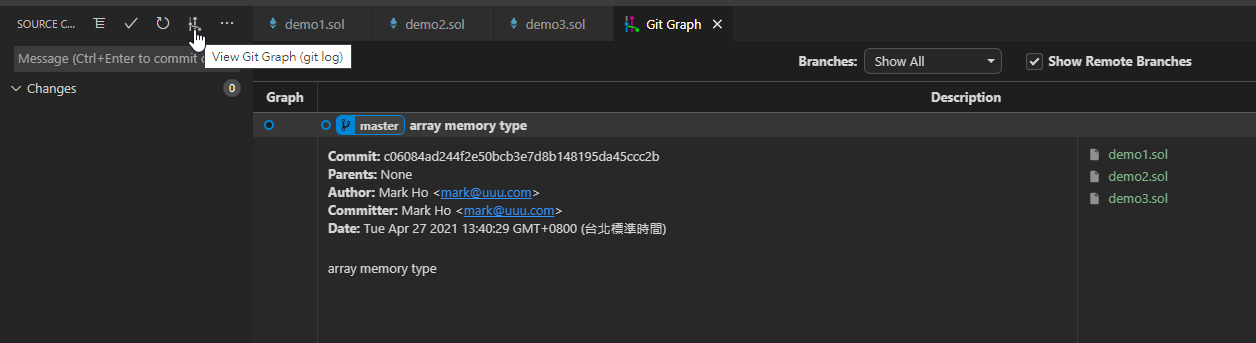 SOURCE C...
demo1.sol
demo2.sol
demo3.sol
Git Graph
View Git Graph (git log)
Message (Ctrl+Enter to commit
Changes
0
Branches: Show All
Show Remote Branches
Graph
Description
master array memory type
Commit: c06084ad244f2e50bcb3e7d8b148195da45ccc2b
Parents: None
Author: Mark Ho <mark@uuu.com>
Committer: Mark Ho <mark@uuu.com>
Date: Tue Apr 27 2021 13:40:29 GMT+0800 (台北標準時間)
array memory type
demo1.sol
demo2.sol
demo3.sol